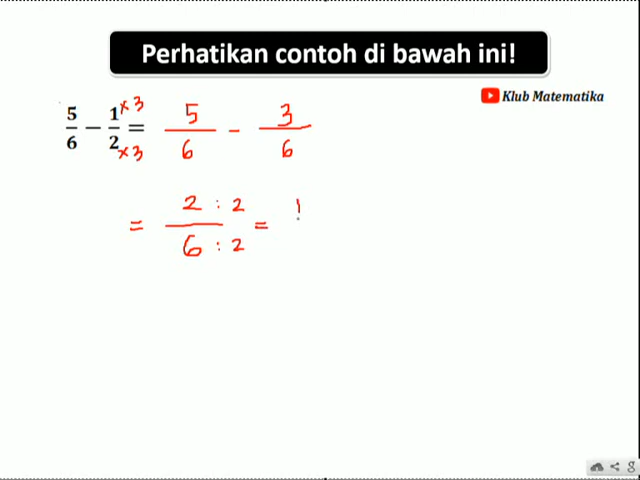 Perhatikan contoh di bawah ini!
Klub Matematika
5/6 − 1/2 ×3 ×3 = 5/6 − 3/6
= 2 : 2 / 6 : 2 = 1